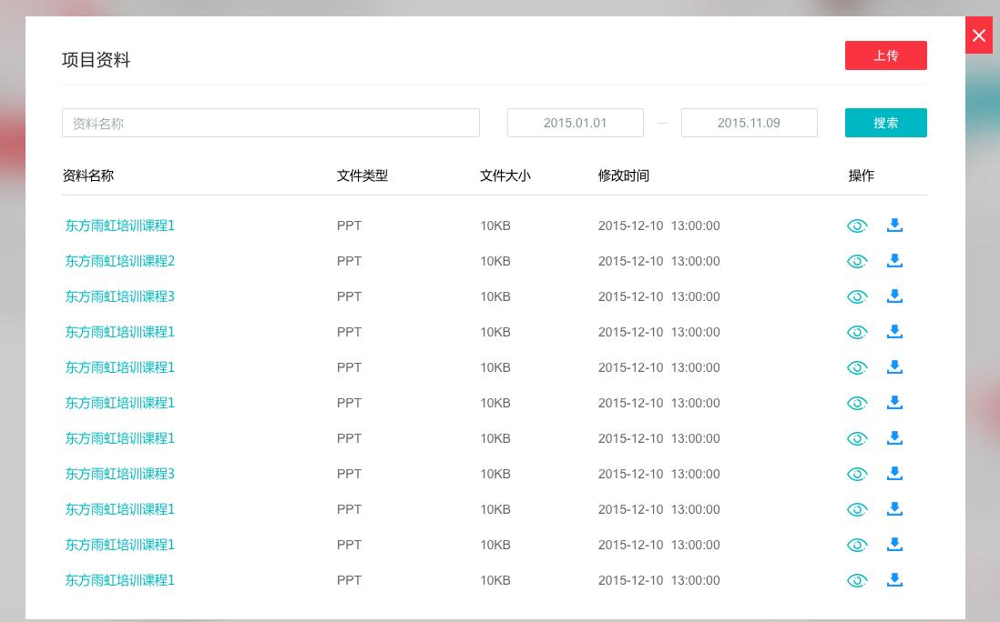 项目资料
上传
资料名称 2015.01.01 — 2015.11.09 搜索
资料名称 文件类型 文件大小 修改时间 操作
东方雨虹培训课程1 PPT 10KB 2015-12-10 13:00:00
东方雨虹培训课程2 PPT 10KB 2015-12-10 13:00:00
东方雨虹培训课程3 PPT 10KB 2015-12-10 13:00:00
东方雨虹培训课程1 PPT 10KB 2015-12-10 13:00:00
东方雨虹培训课程1 PPT 10KB 2015-12-10 13:00:00
东方雨虹培训课程1 PPT 10KB 2015-12-10 13:00:00
东方雨虹培训课程1 PPT 10KB 2015-12-10 13:00:00
东方雨虹培训课程3 PPT 10KB 2015-12-10 13:00:00
东方雨虹培训课程1 PPT 10KB 2015-12-10 13:00:00
东方雨虹培训课程1 PPT 10KB 2015-12-10 13:00:00
东方雨虹培训课程1 PPT 10KB 2015-12-10 13:00:00